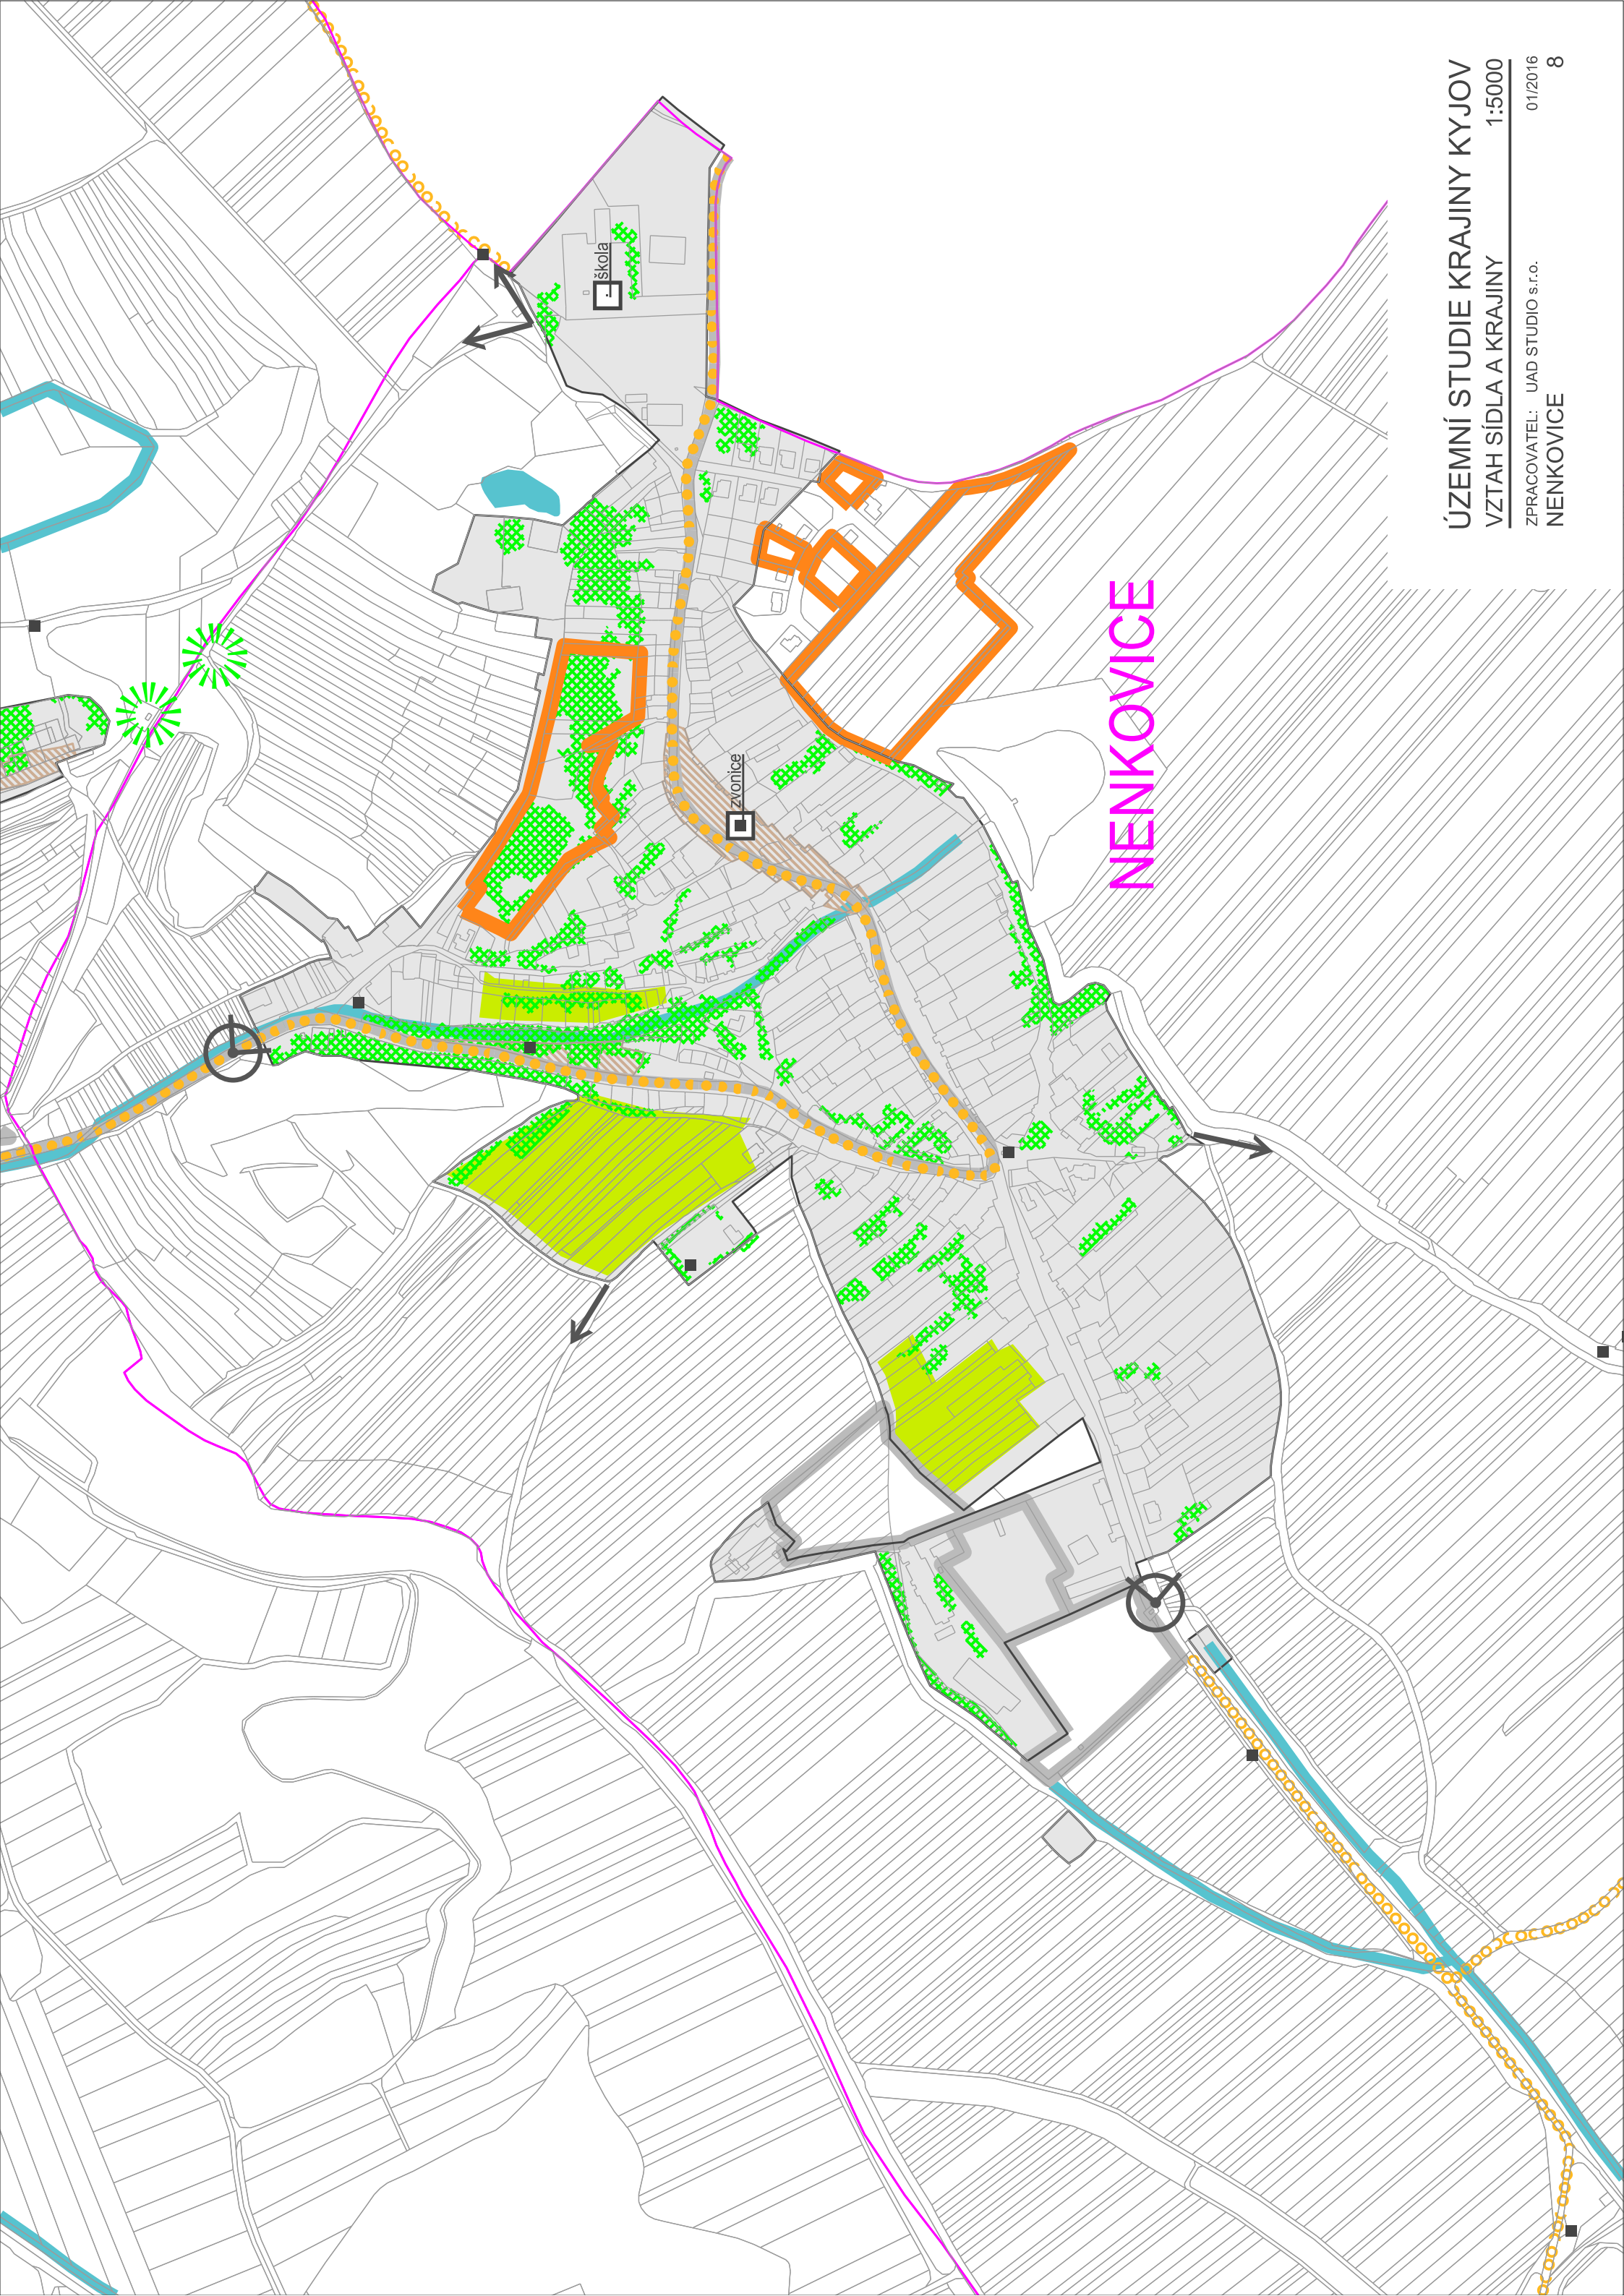 ÚZEMNÍ STUDIE KRAJINY KYJOV
VZTAH SÍDLA A KRAJINY 1:5000
ZPRACOVATEL: UAD STUDIO s.r.o. 01/2016
NENKOVICE 8
škola
zvonice
NENKOVICE